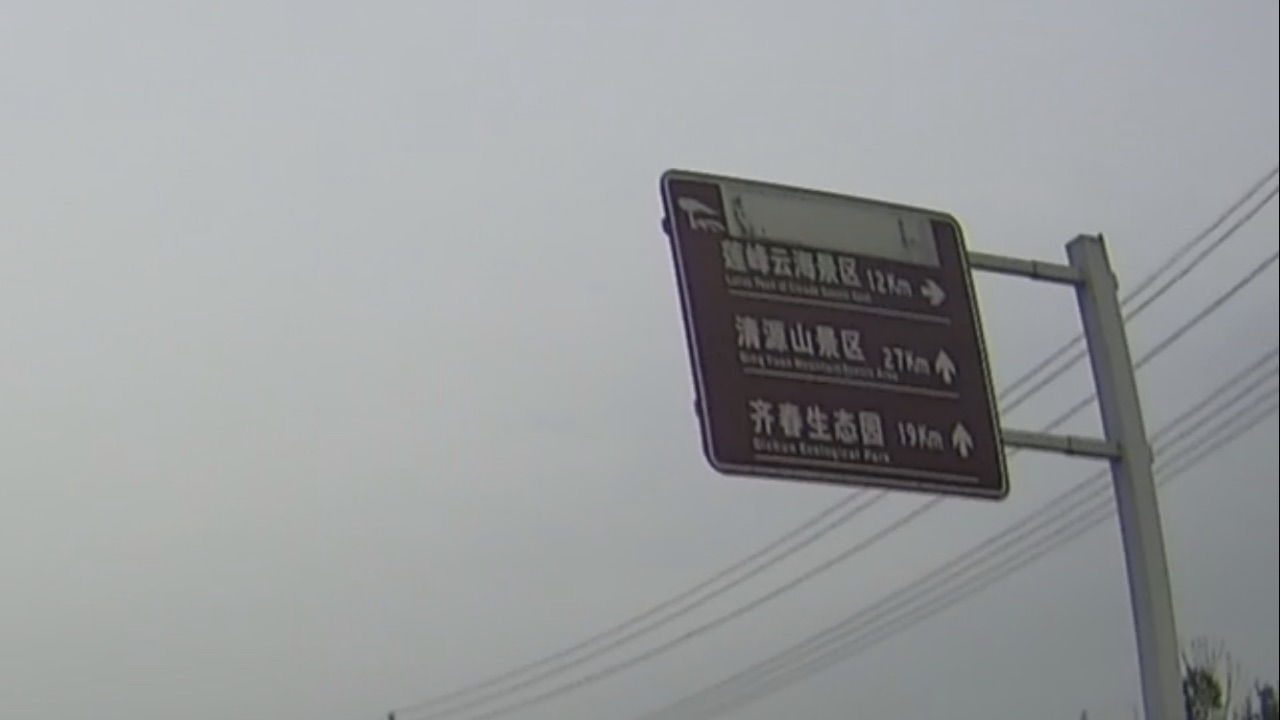 莲峰云海景区 12Km
清源山景区 27Km
Qing Yuan Mountain Scenic Area
齐春生态园 19Km
Qichun Ecological Park